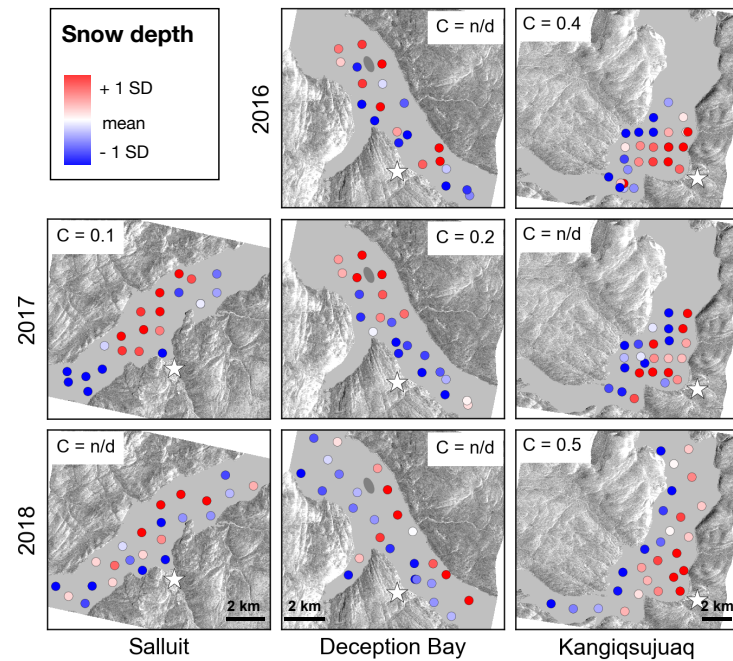 Snow depth
+ 1 SD
mean
- 1 SD
2016
C = n/d
C = 0.4
2017
C = 0.1
C = 0.2
C = n/d
2018
C = n/d
C = n/d
C = 0.5
2 km
2 km
2 km
Salluit
Deception Bay
Kangiqsujuaq